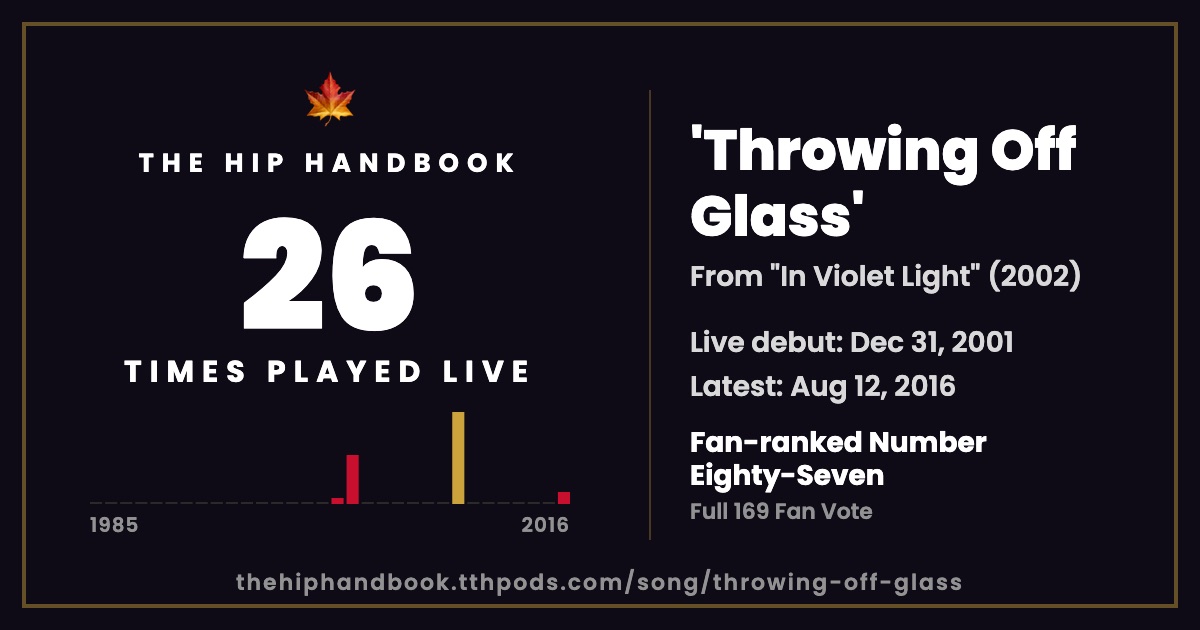 THE HIP HANDBOOK
26
TIMES PLAYED LIVE
1985
2016
'Throwing Off
Glass'
From "In Violet Light" (2002)
Live debut: Dec 31, 2001
Latest: Aug 12, 2016
Fan-ranked Number
Eighty-Seven
Full 169 Fan Vote
thehiphandbook.tthpods.com/song/throwing-off-glass